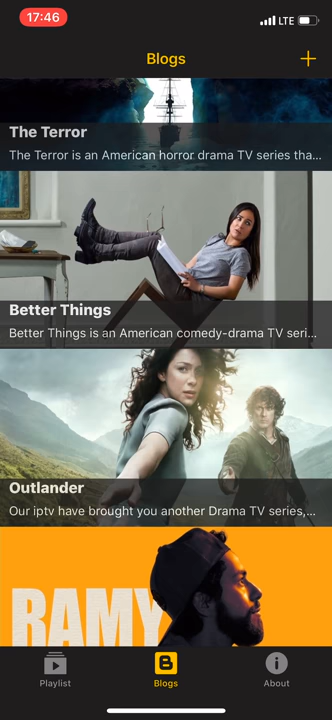 17:46
LTE
Blogs
+
The Terror
The Terror is an American horror drama TV series tha...
Better Things
Better Things is an American comedy-drama TV seri...
Outlander
Our iptv have brought you another Drama TV series,...
RAMY
Playlist
Blogs
About